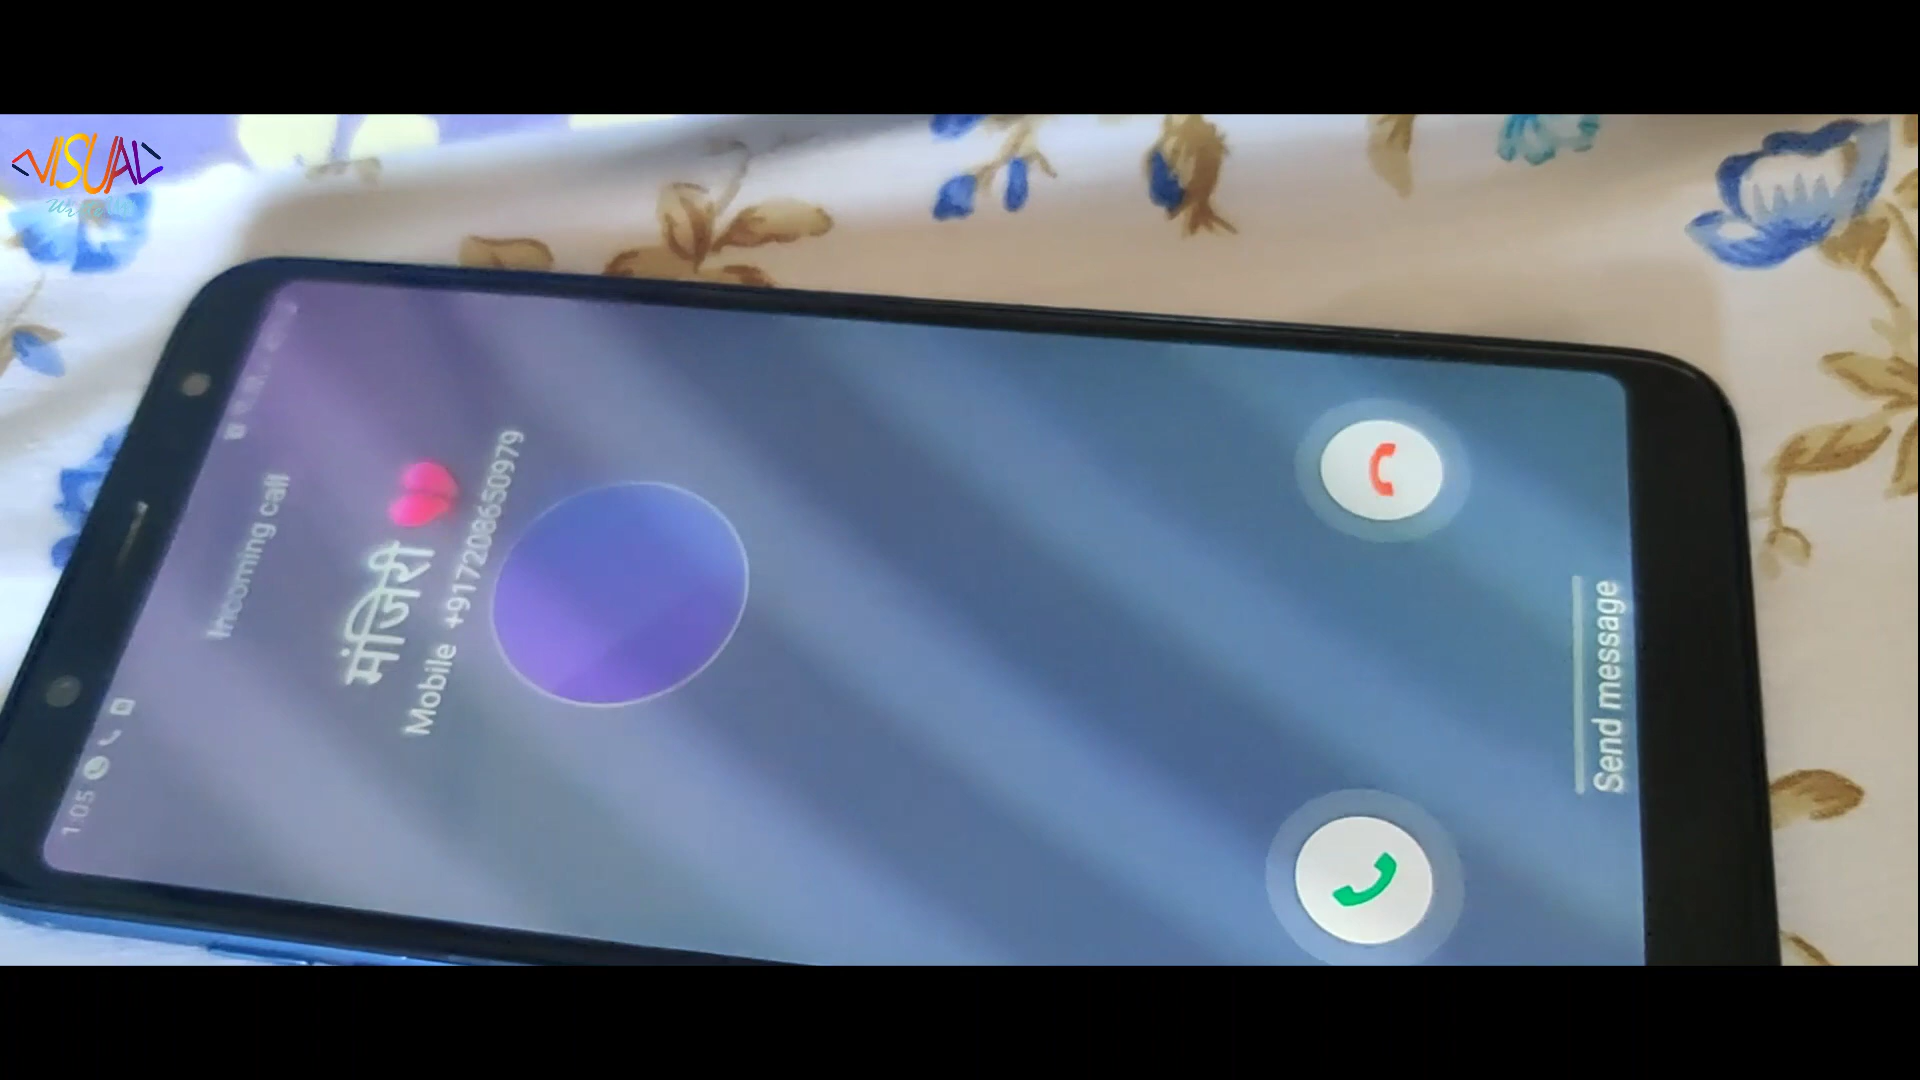 VISUAL
1:05
Incoming call
मंजिरी
Mobile +917208650979
Send message